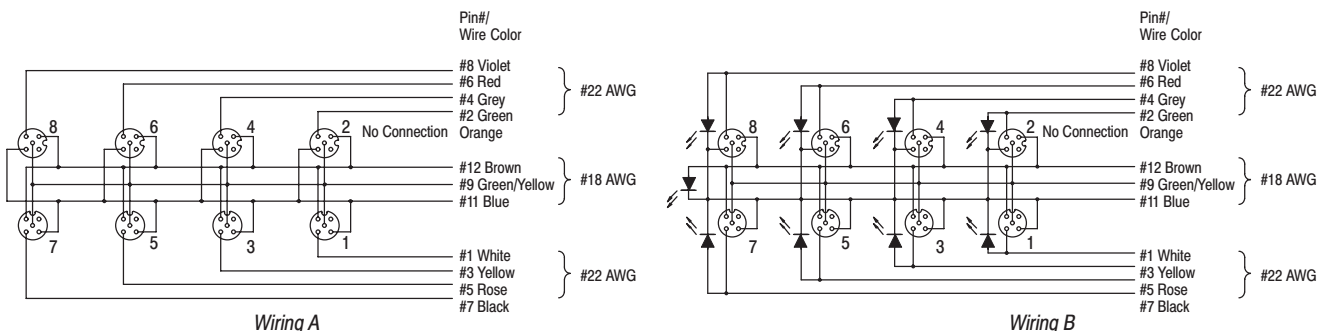 Pin#/
Wire Color
#8 Violet
#6 Red
#4 Grey
#2 Green
#22 AWG
8
6
4
2
No Connection
Orange
#12 Brown
#9 Green/Yellow
#11 Blue
#18 AWG
7
5
3
1
#1 White
#3 Yellow
#5 Rose
#7 Black
#22 AWG
Wiring A
Pin#/
Wire Color
#8 Violet
#6 Red
#4 Grey
#2 Green
#22 AWG
8
6
4
2
No Connection
Orange
#12 Brown
#9 Green/Yellow
#11 Blue
#18 AWG
7
5
3
1
#1 White
#3 Yellow
#5 Rose
#7 Black
#22 AWG
Wiring B